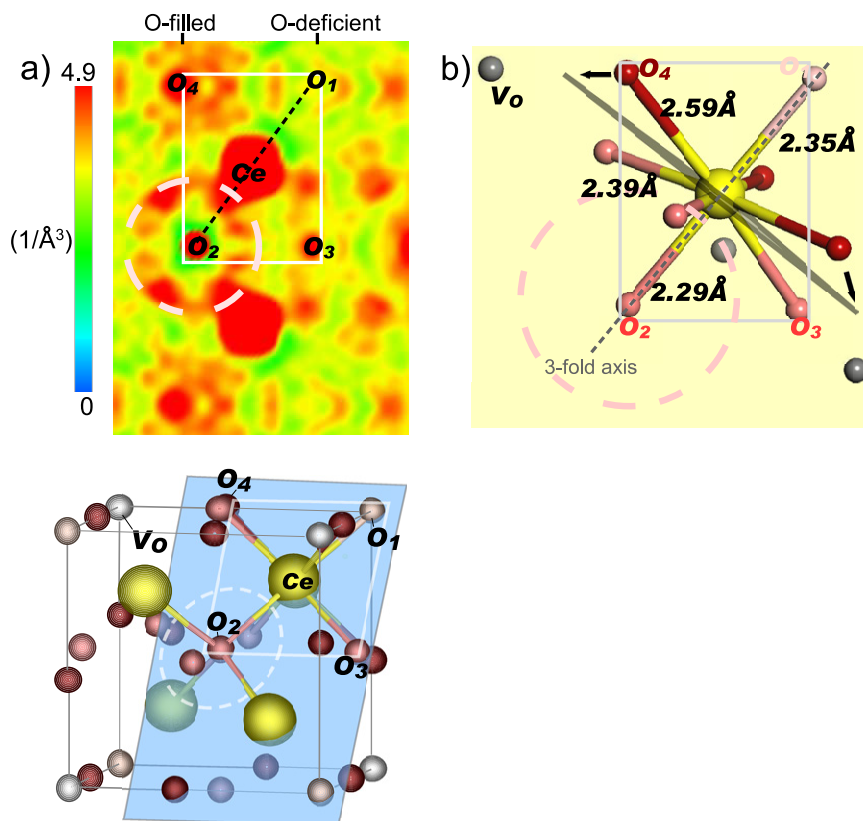 O-filled O-deficient
a)
4.9
(1/Å³)
0
O₄
O₁
Ce
O₂
O₃
b)
Vₒ
O₄
O₁
2.59Å
2.35Å
2.39Å
2.29Å
O₂
O₃
3-fold axis
O₄
Vₒ
O₁
Ce
O₂
O₃